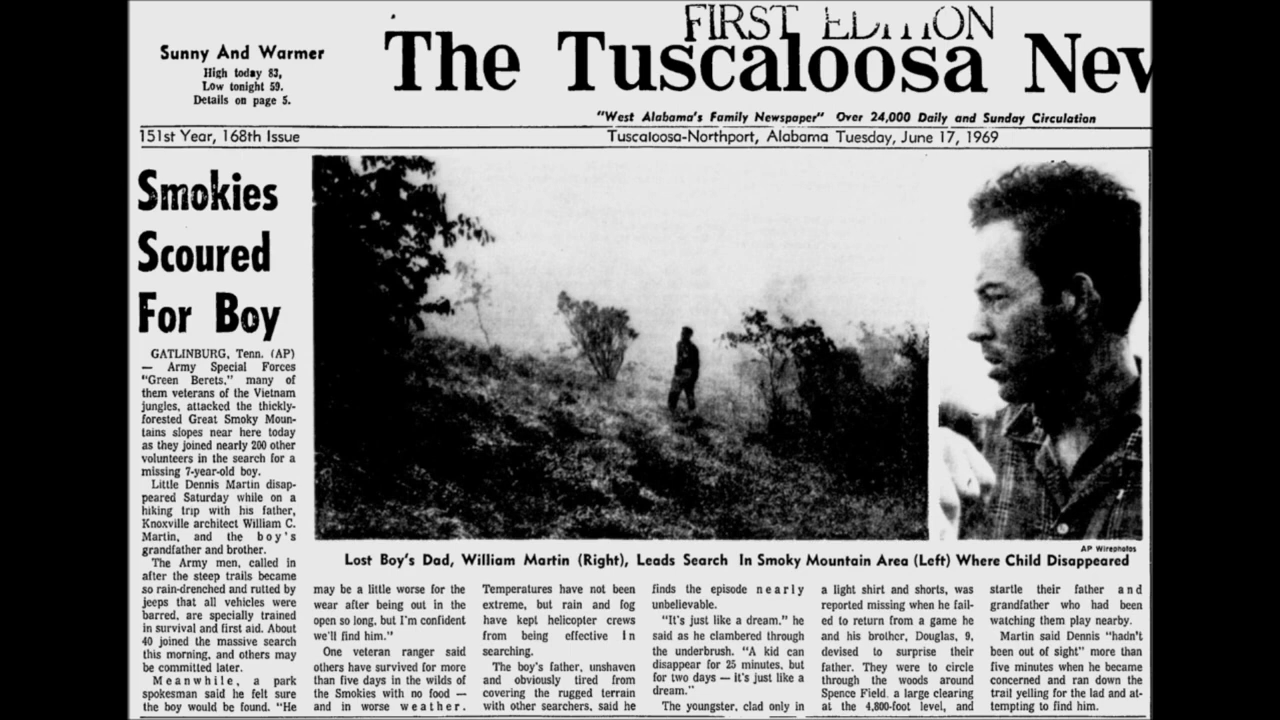 FIRST EDITION
Sunny And Warmer
High today 83,
Low tonight 59.
Details on page 5.
The Tuscaloosa Nev
"West Alabama's Family Newspaper" Over 24,000 Daily and Sunday Circulation
151st Year, 168th Issue
Tuscaloosa-Northport, Alabama Tuesday, June 17, 1969
Smokies
Scoured
For Boy
GATLINBURG, Tenn. (AP)
— Army Special Forces
"Green Berets," many of
them veterans of the Vietnam
jungles, attacked the thickly-
forested Great Smoky Moun-
tains slopes near here today
as they joined nearly 200 other
volunteers in the search for a
missing 7-year-old boy.
Little Dennis Martin disap-
peared Saturday while on a
hiking trip with his father,
Knoxville architect William C.
Martin, and the boy's
grandfather and brother.
The Army men, called in
after the steep trails became
so rain-drenched and rutted by
jeeps that all vehicles were
barred, are specially trained
in survival and first aid. About
40 joined the massive search
this morning, and others may
be committed later.
Meanwhile, a park
spokesman said he felt sure
the boy would be found. "He
AP Wirephotos
Lost Boy's Dad, William Martin (Right), Leads Search In Smoky Mountain Area (Left) Where Child Disappeared
may be a little worse for the
wear after being out in the
open so long, but I'm confident
we'll find him."
One veteran ranger said
others have survived for more
than five days in the wilds of
the Smokies with no food —
and in worse weather.
Temperatures have not been
extreme, but rain and fog
have kept helicopter crews
from being effective in
searching.
The boy's father, unshaven
and obviously tired from
covering the rugged terrain
with other searchers, said he
finds the episode nearly
unbelievable.
"It's just like a dream," he
said as he clambered through
the underbrush. "A kid can
disappear for 25 minutes, but
for two days — it's just like a
dream."
The youngster, clad only in
a light shirt and shorts, was
reported missing when he fail-
ed to return from a game he
and his brother, Douglas, 9,
devised to surprise their
father. They were to circle
through the woods around
Spence Field, a large clearing
at the 4,800-foot level, and
startle their father and
grandfather who had been
watching them play nearby.
Martin said Dennis "hadn't
been out of sight" more than
five minutes when he became
concerned and ran down the
trail yelling for the lad and at-
tempting to find him.